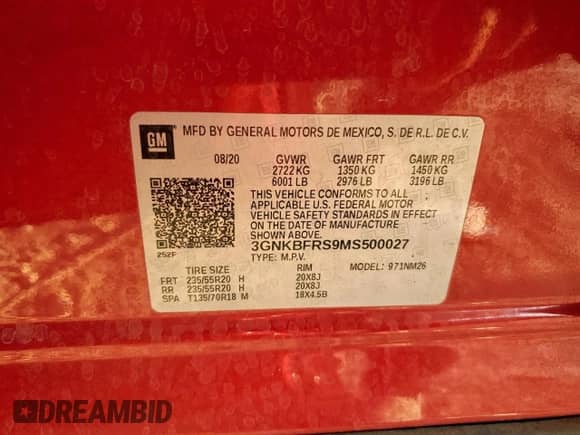 GM
MFD BY GENERAL MOTORS DE MEXICO, S. DE R.L. DE C.V.
08/20 GVWR GAWR FRT GAWR RR
2722 KG 1350 KG 1450 KG
6001 LB 2976 LB 3196 LB
THIS VEHICLE CONFORMS TO ALL
APPLICABLE U.S. FEDERAL MOTOR
VEHICLE SAFETY STANDARDS IN EFFECT
ON THE DATE OF MANUFACTURE
SHOWN ABOVE.
3GNKBFRS9MS500027
252F
TYPE: M.P.V. MODEL: 971NM26
TIRE SIZE RIM
FRT 235/55R20 H 20X8J
RR 235/55R20 H 20X8J
SPA T135/70R18 M 18X4.5B
DREAMBID